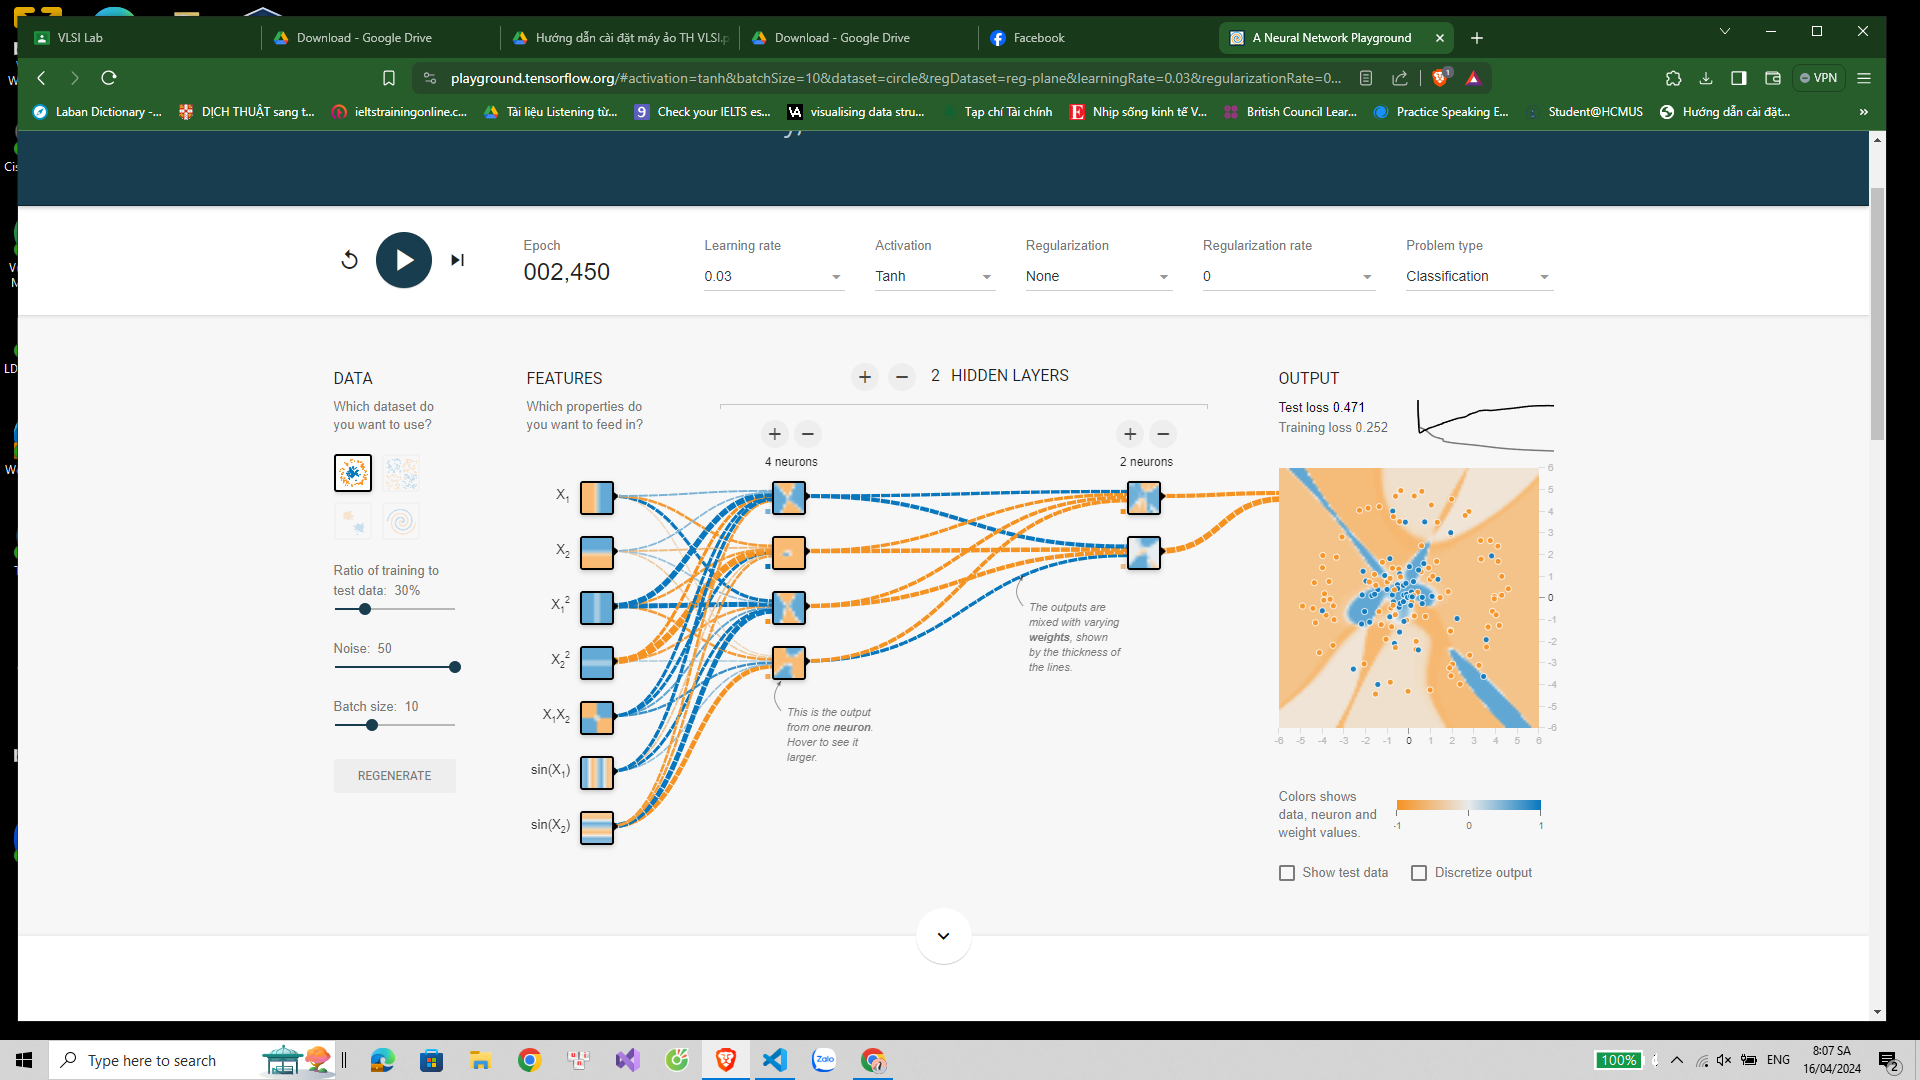 VLSI Lab
Download - Google Drive
Hướng dẫn cài đặt máy ảo TH VLSI.p
Download - Google Drive
Facebook
A Neural Network Playground
playground.tensorflow.org/#activation=tanh&batchSize=10&dataset=circle&regDataset=reg-plane&learningRate=0.03&regularizationRate=0...
1
VPN
Laban Dictionary -...
DỊCH THUẬT sang t...
ieltstrainingonline.c...
Tài liệu Listening từ...
Check your IELTS es...
visualising data stru...
Tạp chí Tài chính
Nhịp sống kinh tế V...
British Council Lear...
Practice Speaking E...
Student@HCMUS
Hướng dẫn cài đặt...
Epoch
002,450
Learning rate
0.03
Activation
Tanh
Regularization
None
Regularization rate
0
Problem type
Classification
DATA
Which dataset do
you want to use?
Ratio of training to
test data: 30%
Noise: 50
Batch size: 10
REGENERATE
FEATURES
Which properties do
you want to feed in?
X1
X2
X1²
X2²
X1X2
sin(X1)
sin(X2)
+ − 2 HIDDEN LAYERS
+ −
4 neurons
+ −
2 neurons
The outputs are
mixed with varying
weights, shown
by the thickness of
the lines.
This is the output
from one neuron.
Hover to see it
larger.
OUTPUT
Test loss 0.471
Training loss 0.252
6
5
4
3
2
1
0
-1
-2
-3
-4
-5
-6
-6 -5 -4 -3 -2 -1 0 1 2 3 4 5 6
Colors shows
data, neuron and
weight values.
-1 0 1
Show test data
Discretize output
Type here to search
Zalo
100%
ENG
8:07 SA
16/04/2024
2